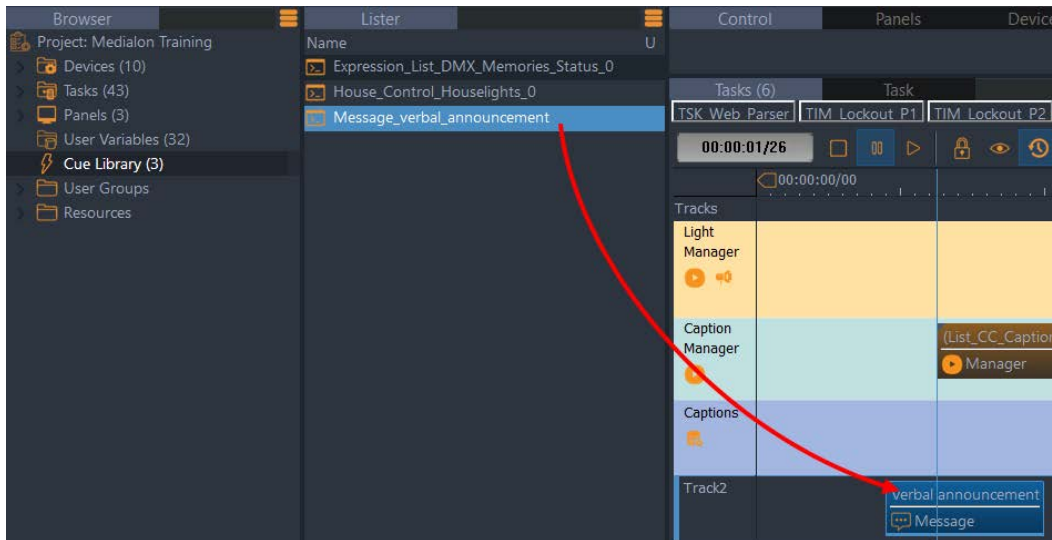 Browser
Project: Medialon Training
Devices (10)
Tasks (43)
Panels (3)
User Variables (32)
Cue Library (3)
User Groups
Resources
Lister
Name U
Expression_List_DMX_Memories_Status_0
House_Control_Houselights_0
Message_verbal_announcement
Control Panels Device
Tasks (6) Task
TSK_Web_Parser TIM_Lockout_P1 TIM_Lockout_P2
00:00:01/26
00:00:00/00
Tracks
Light
Manager
Caption
Manager
(List_CC_Caption
Manager
Captions
Track2
verbal announcement
Message